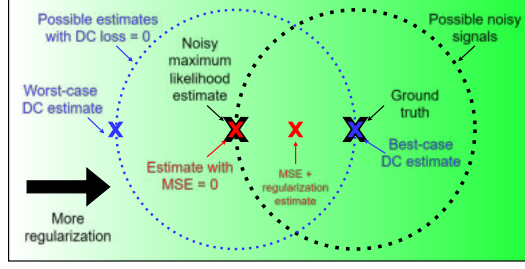 Possible estimates
with DC loss = 0
Possible noisy
signals
Noisy
maximum
likelihood
estimate
Worst-case
DC estimate
Ground
truth
X
X
X
X
Estimate with
MSE = 0
MSE +
regularization
estimate
Best-case
DC estimate
More
regularization